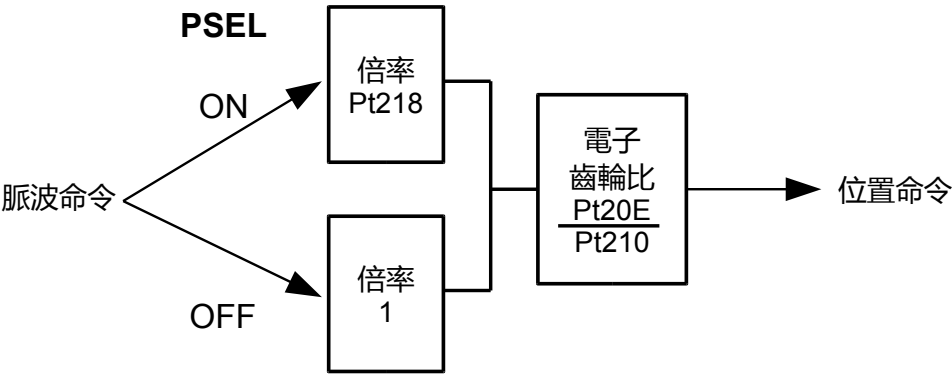 PSEL
倍率
Pt218
ON
電子
齒輪比
Pt20E
Pt210
脈波命令
位置命令
倍率
1
OFF